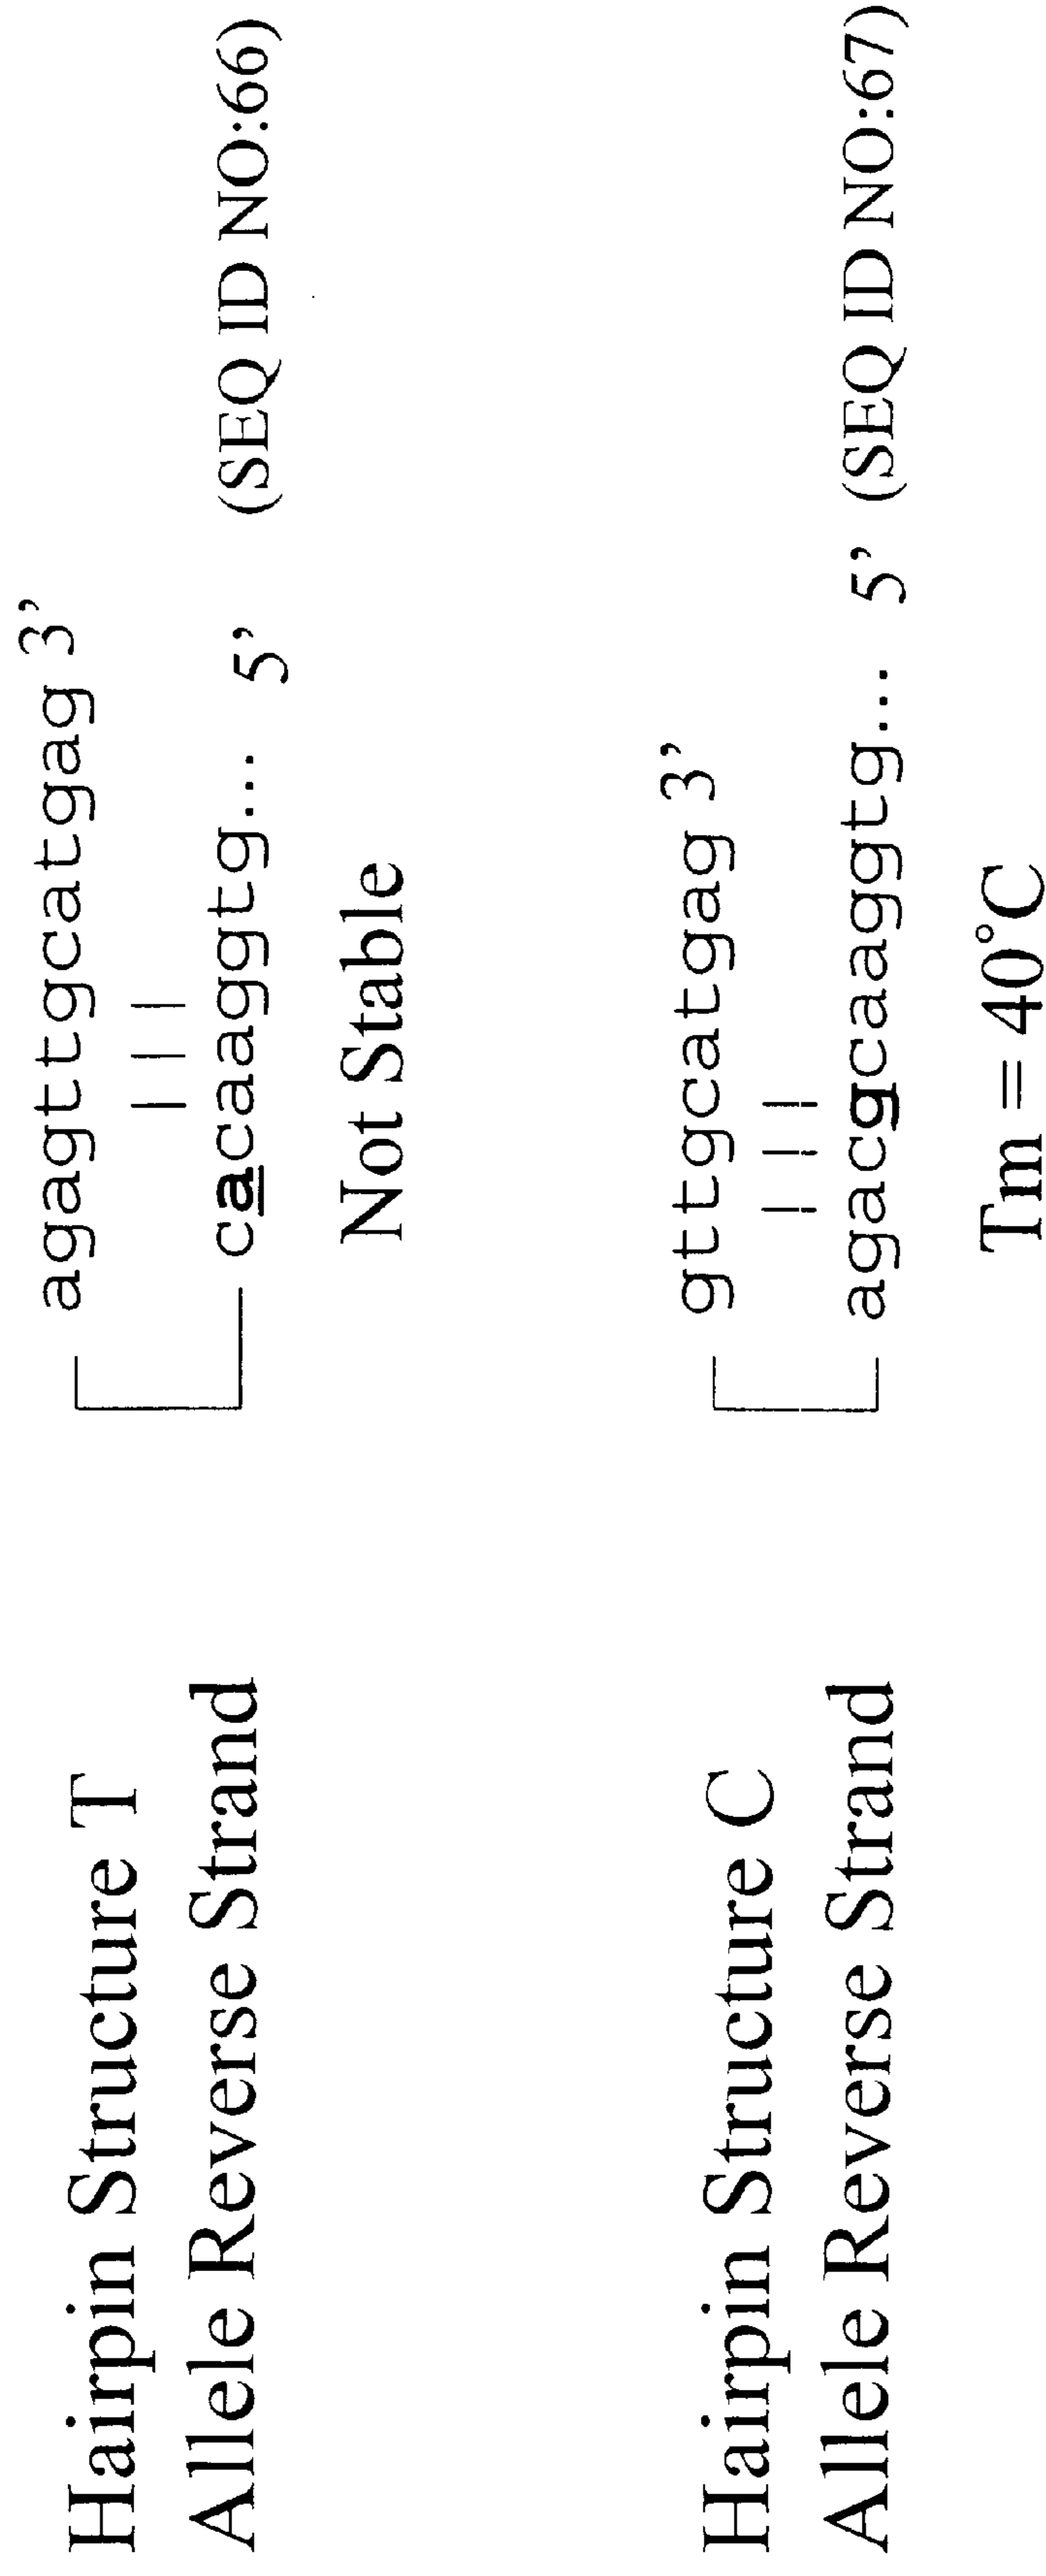 Hairpin Structure T
Allele Reverse Strand
agagttgcatgag 3’
cacaaggtg... 5’ (SEQ ID NO:66)
Not Stable
Hairpin Structure C
Allele Reverse Strand
gttgcatgag 3’
agacgcaaggtg... 5’ (SEQ ID NO:67)
Tm = 40°C